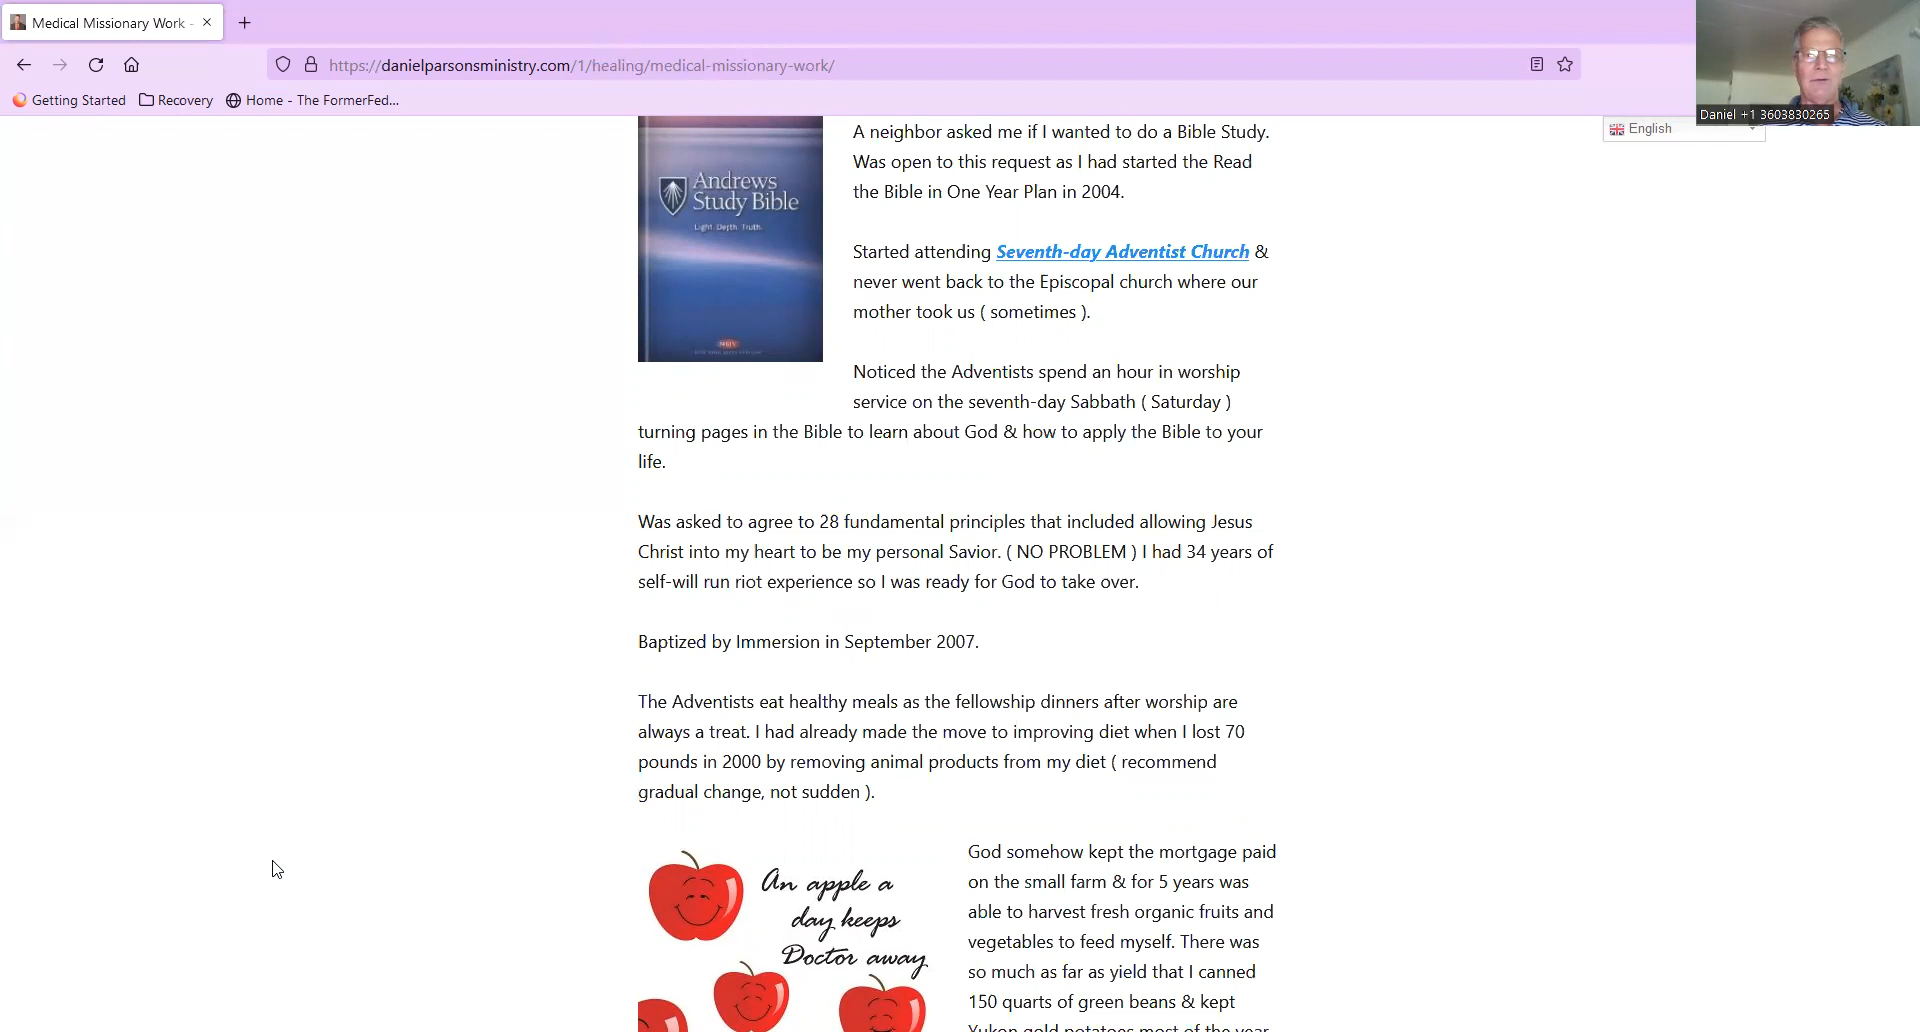 Medical Missionary Work -
https://danielparsonsministry.com/1/healing/medical-missionary-work/
Getting Started
Recovery
Home - The FormerFed...
Daniel +1 3603830265
English
Andrews
Study Bible
Light. Depth. Truth.
NKJV
A neighbor asked me if I wanted to do a Bible Study.
Was open to this request as I had started the Read
the Bible in One Year Plan in 2004.
Started attending Seventh-day Adventist Church &
never went back to the Episcopal church where our
mother took us ( sometimes ).
Noticed the Adventists spend an hour in worship
service on the seventh-day Sabbath ( Saturday )
turning pages in the Bible to learn about God & how to apply the Bible to your
life.
Was asked to agree to 28 fundamental principles that included allowing Jesus
Christ into my heart to be my personal Savior. ( NO PROBLEM ) I had 34 years of
self-will run riot experience so I was ready for God to take over.
Baptized by Immersion in September 2007.
The Adventists eat healthy meals as the fellowship dinners after worship are
always a treat. I had already made the move to improving diet when I lost 70
pounds in 2000 by removing animal products from my diet ( recommend
gradual change, not sudden ).
An apple a
day keeps
Doctor away
God somehow kept the mortgage paid
on the small farm & for 5 years was
able to harvest fresh organic fruits and
vegetables to feed myself. There was
so much as far as yield that I canned
150 quarts of green beans & kept
Yukon gold potatoes most of the year